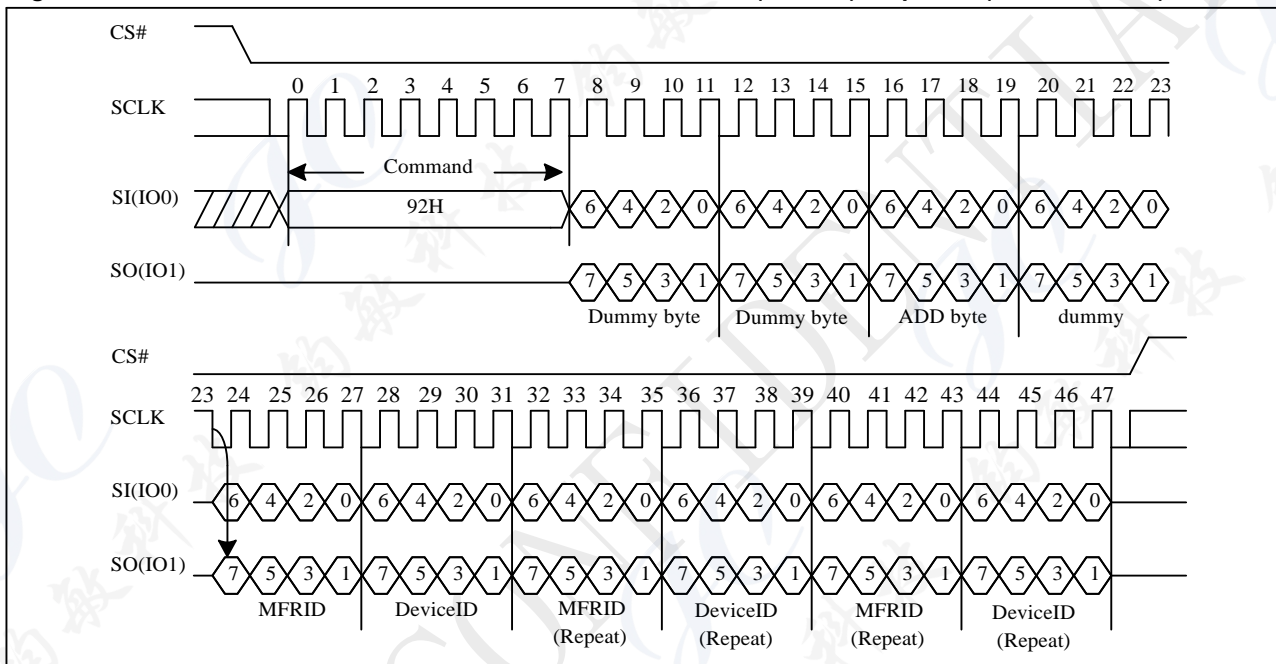 CS#
0 1 2 3 4 5 6 7 8 9 10 11 12 13 14 15 16 17 18 19 20 21 22 23
SCLK
Command
SI(IO0)
92H
6 4 2 0 6 4 2 0 6 4 2 0 6 4 2 0
SO(IO1)
7 5 3 1 7 5 3 1 7 5 3 1 7 5 3 1
Dummy byte Dummy byte ADD byte dummy
CS#
23 24 25 26 27 28 29 30 31 32 33 34 35 36 37 38 39 40 41 42 43 44 45 46 47
SCLK
SI(IO0)
6 4 2 0 6 4 2 0 6 4 2 0 6 4 2 0 6 4 2 0 6 4 2 0
SO(IO1)
7 5 3 1 7 5 3 1 7 5 3 1 7 5 3 1 7 5 3 1 7 5 3 1
MFRID DeviceID MFRID DeviceID MFRID DeviceID
(Repeat) (Repeat) (Repeat) (Repeat)
CONFIDENTIA